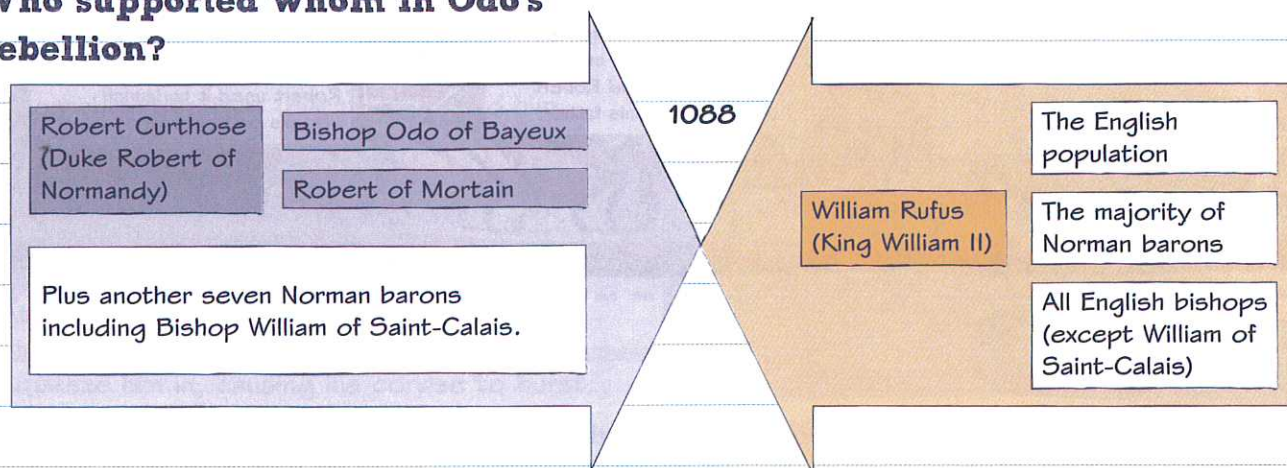 Who supported whom in Odo's
ebellion?
1088
Robert Curthose
(Duke Robert of
Normandy)
Bishop Odo of Bayeux
Robert of Mortain
Plus another seven Norman barons
including Bishop William of Saint-Calais.
William Rufus
(King William II)
The English
population
The majority of
Norman barons
All English bishops
(except William of
Saint-Calais)